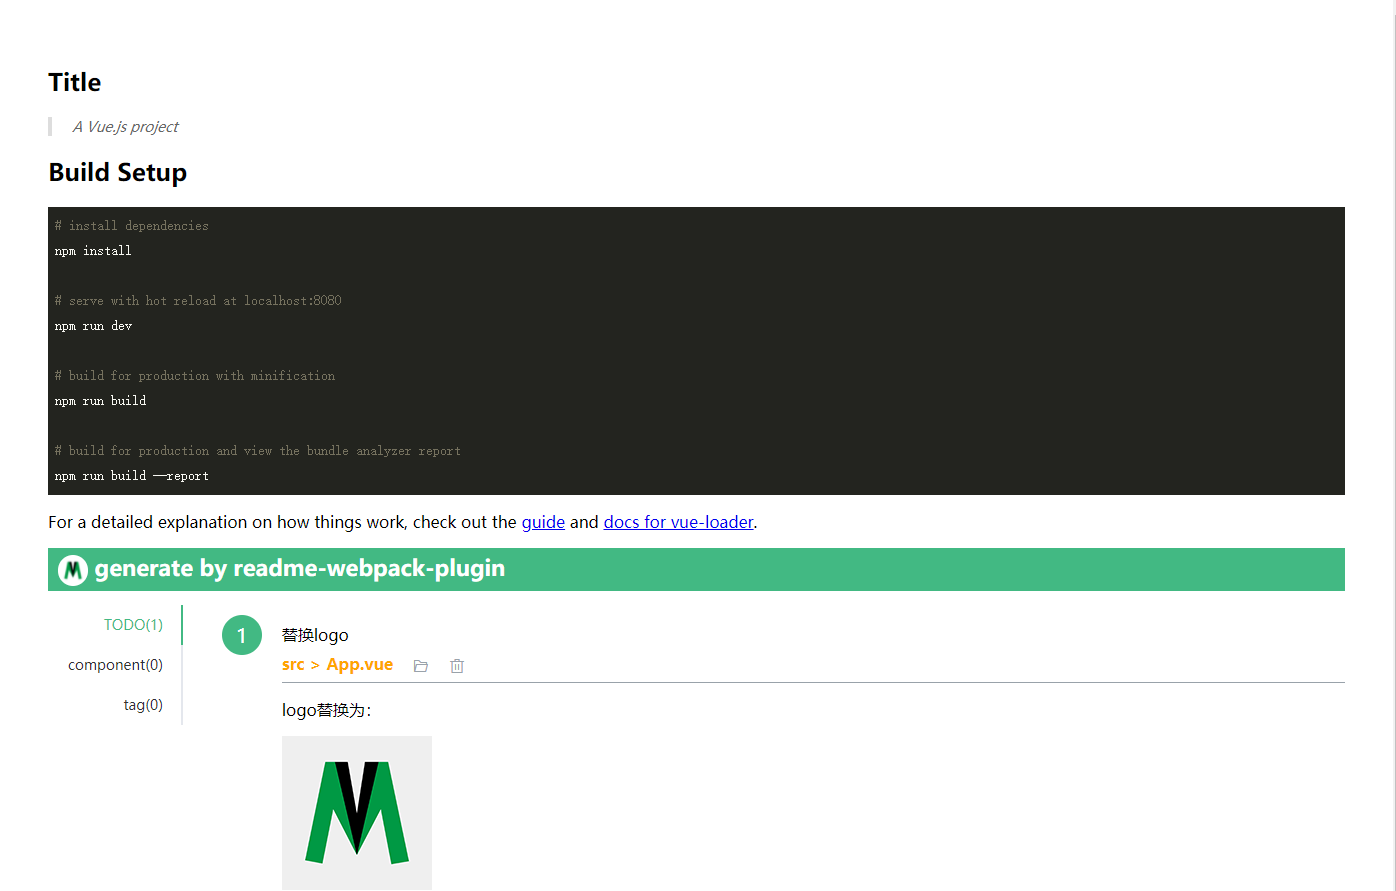 Title
A Vue.js project
Build Setup
# install dependencies
npm install
# serve with hot reload at localhost:8080
npm run dev
# build for production with minification
npm run build
# build for production and view the bundle analyzer report
npm run build --report
For a detailed explanation on how things work, check out the guide and docs for vue-loader.
generate by readme-webpack-plugin
TODO(1)
component(0)
tag(0)
1
替换logo
src > App.vue
logo替换为：